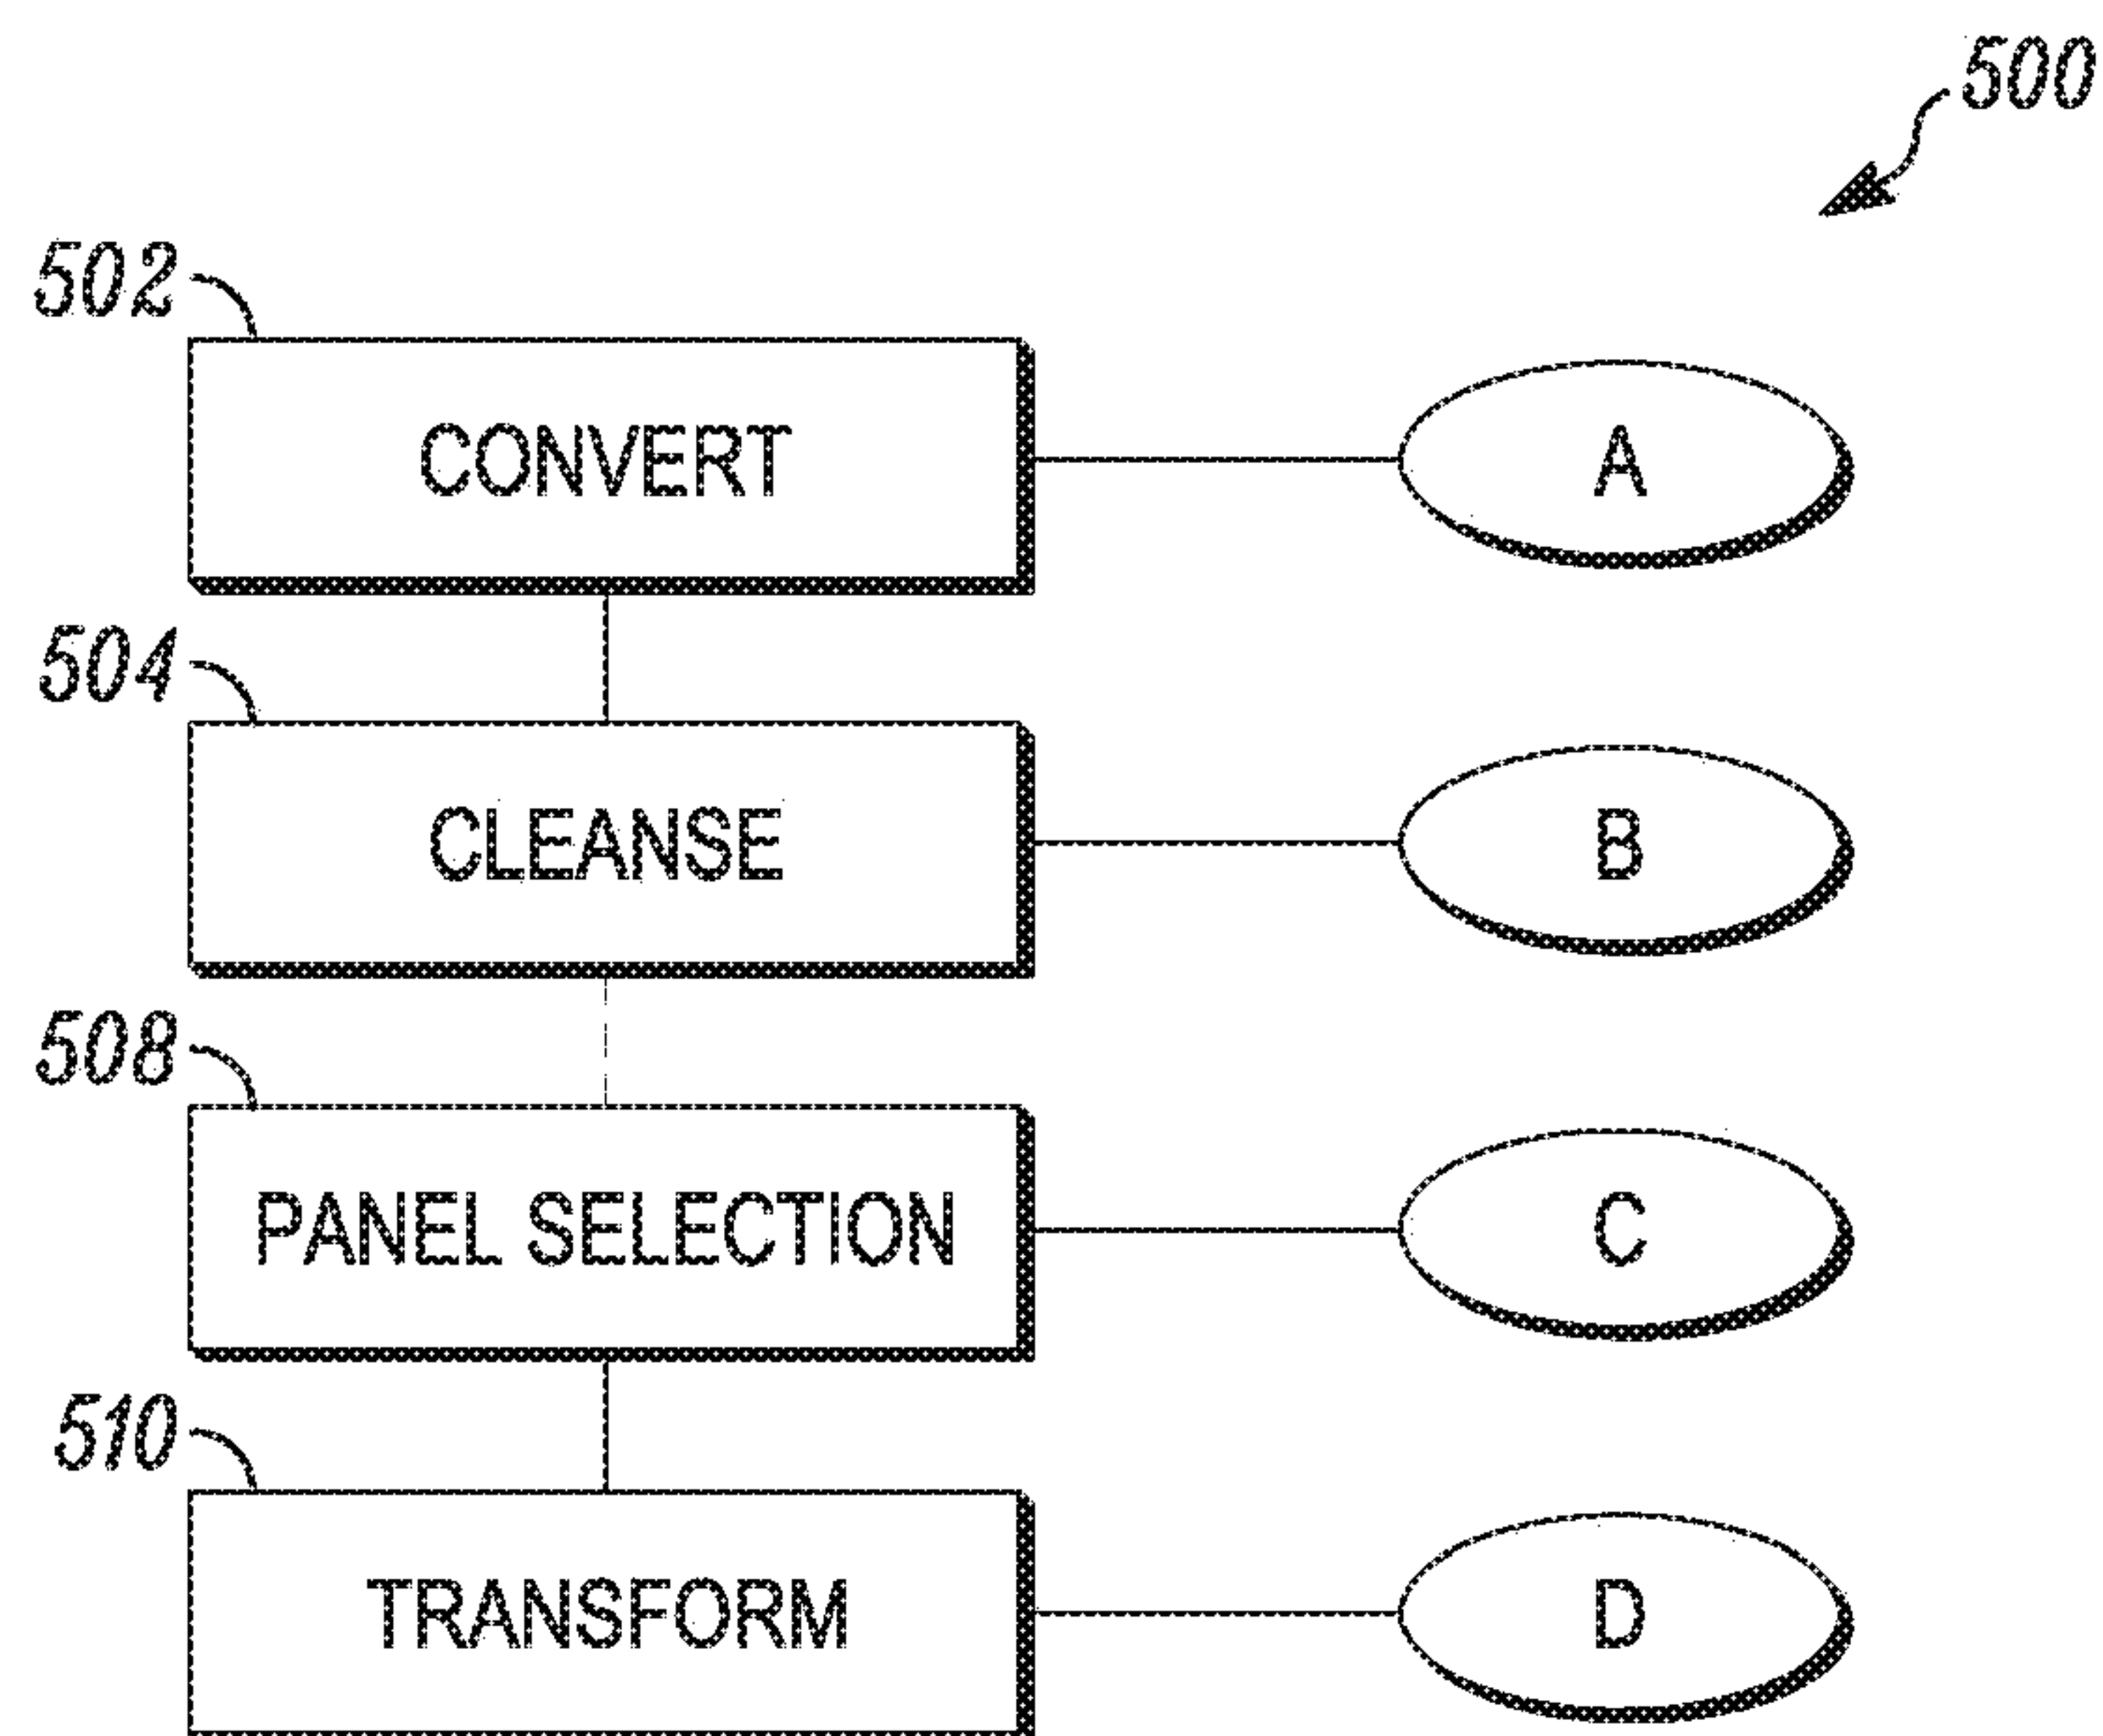 500
502
CONVERT
A
504
CLEANSE
B
508
PANEL SELECTION
C
510
TRANSFORM
D